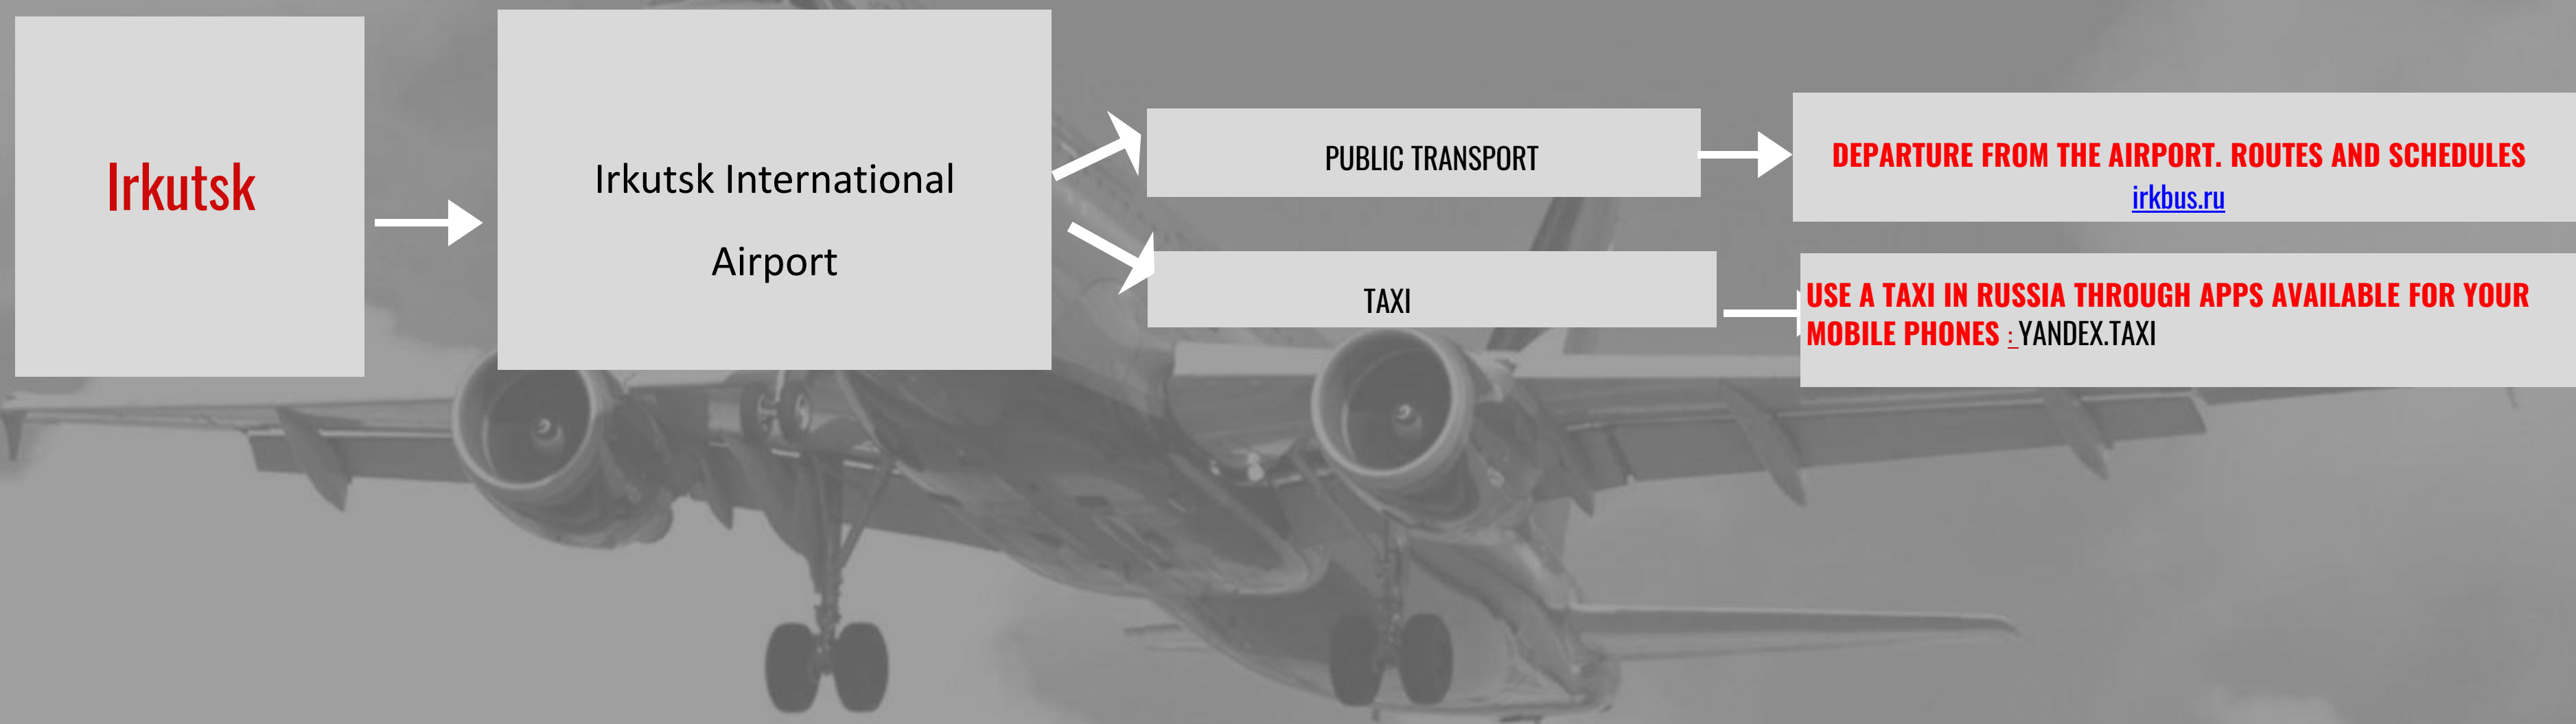 Irkutsk
Irkutsk International
Airport
PUBLIC TRANSPORT
DEPARTURE FROM THE AIRPORT. ROUTES AND SCHEDULES
irkbus.ru
TAXI
USE A TAXI IN RUSSIA THROUGH APPS AVAILABLE FOR YOUR
MOBILE PHONES : YANDEX.TAXI